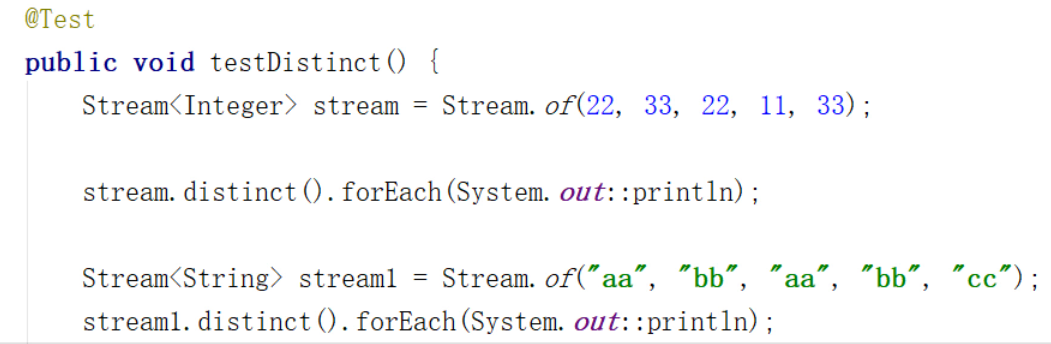 @Test
public void testDistinct() {
Stream<Integer> stream = Stream.of(22, 33, 22, 11, 33);
stream.distinct().forEach(System.out::println);
Stream<String> stream1 = Stream.of("aa", "bb", "aa", "bb", "cc");
stream1.distinct().forEach(System.out::println);